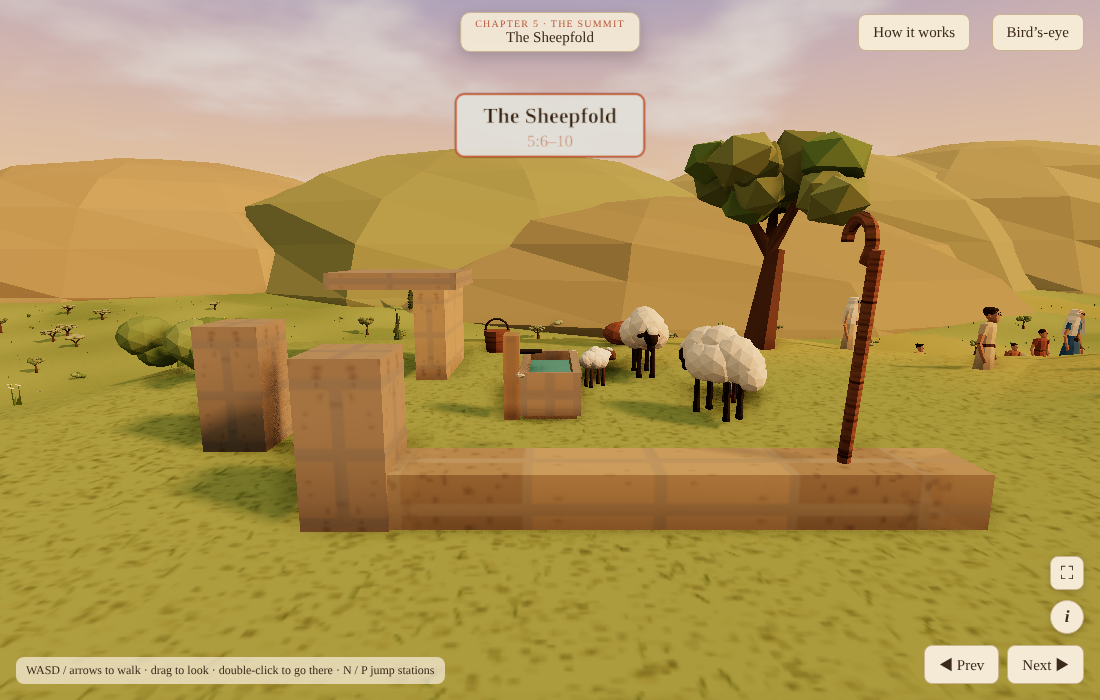 CHAPTER 5 · THE SUMMIT
The Sheepfold
How it works
Bird’s-eye
The Sheepfold
5:6–10
i
WASD / arrows to walk · drag to look · double-click to go there · N / P jump stations
◀ Prev
Next ▶